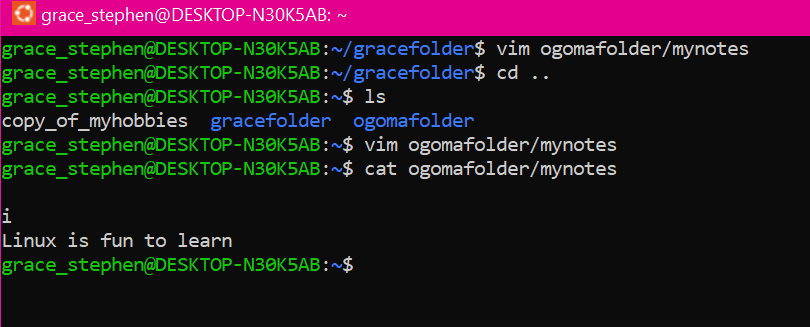 grace_stephen@DESKTOP-N30K5AB: ~
grace_stephen@DESKTOP-N30K5AB:~/gracefolder$ vim ogomafolder/mynotes
grace_stephen@DESKTOP-N30K5AB:~/gracefolder$ cd ..
grace_stephen@DESKTOP-N30K5AB:~$ ls
copy_of_myhobbies  gracefolder  ogomafolder
grace_stephen@DESKTOP-N30K5AB:~$ vim ogomafolder/mynotes
grace_stephen@DESKTOP-N30K5AB:~$ cat ogomafolder/mynotes
i
Linux is fun to learn
grace_stephen@DESKTOP-N30K5AB:~$